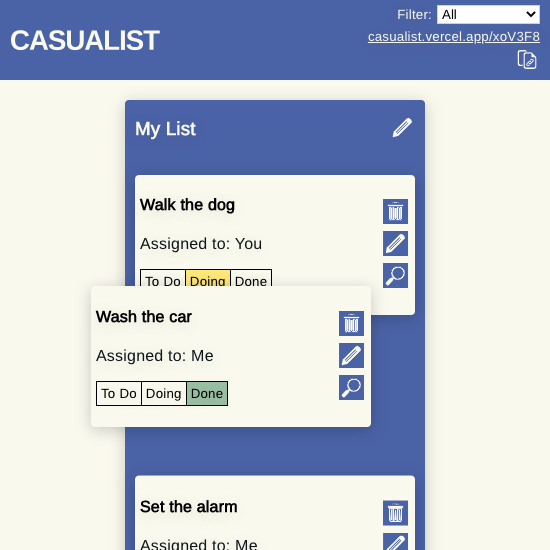 CASUALIST
Filter: All
casualist.vercel.app/xoV3F8
My List
Walk the dog
Assigned to: You
To Do Doing Done
Wash the car
Assigned to: Me
To Do Doing Done
Set the alarm
Assigned to: Me